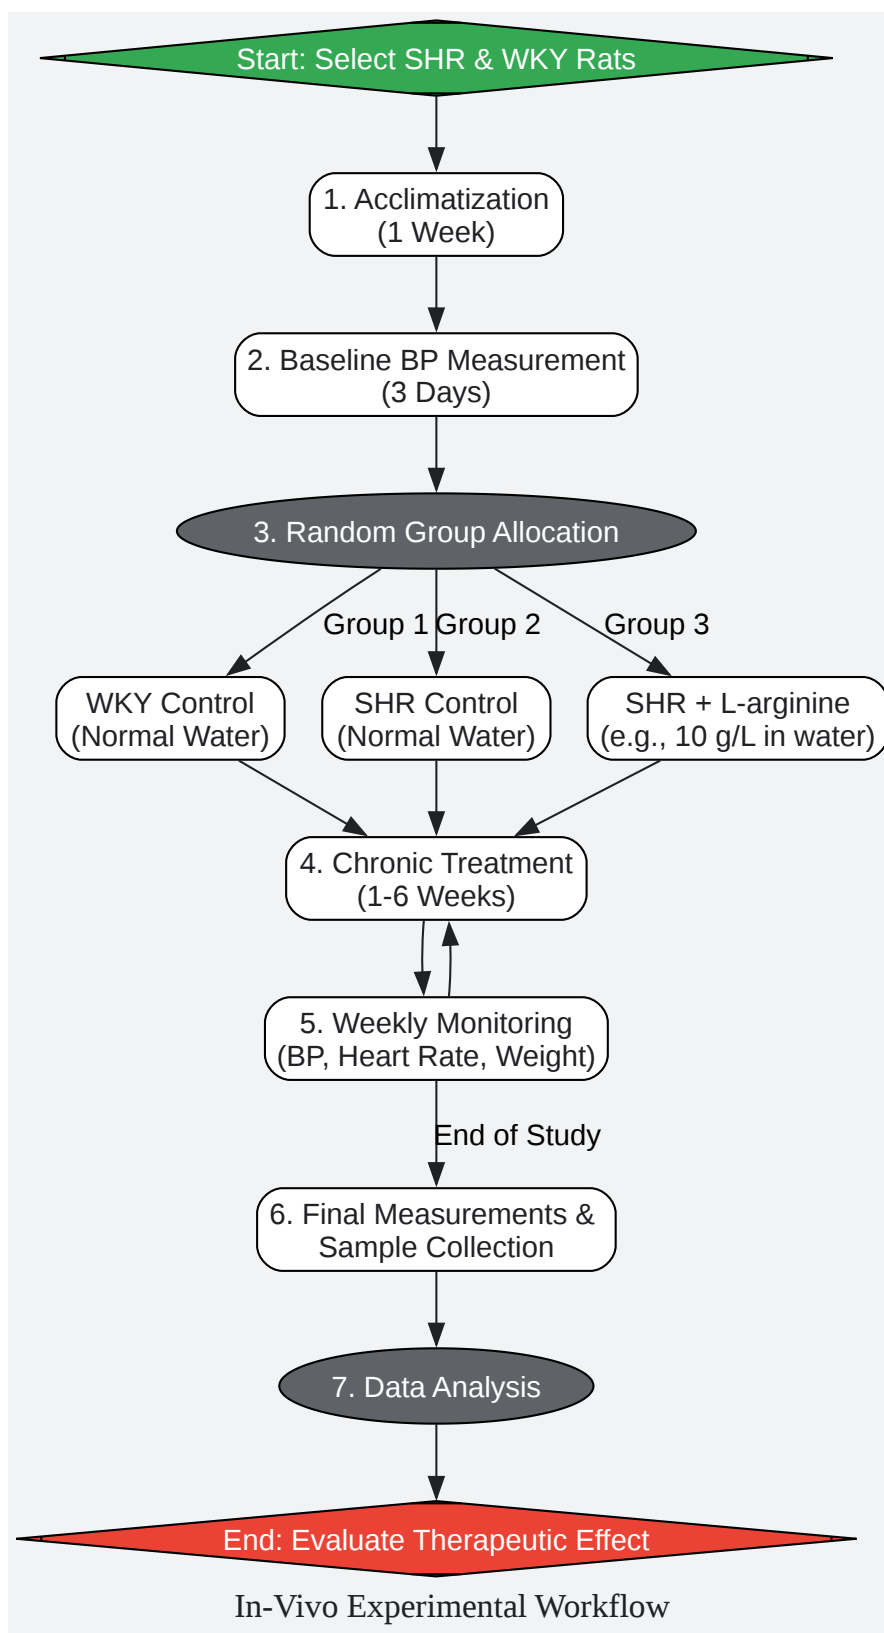 Start: Select SHR & WKY Rats
1. Acclimatization
(1 Week)
2. Baseline BP Measurement
(3 Days)
3. Random Group Allocation
Group 1
Group 2
Group 3
WKY Control
(Normal Water)
SHR Control
(Normal Water)
SHR + L-arginine
(e.g., 10 g/L in water)
4. Chronic Treatment
(1-6 Weeks)
5. Weekly Monitoring
(BP, Heart Rate, Weight)
End of Study
6. Final Measurements &
Sample Collection
7. Data Analysis
End: Evaluate Therapeutic Effect
In-Vivo Experimental Workflow